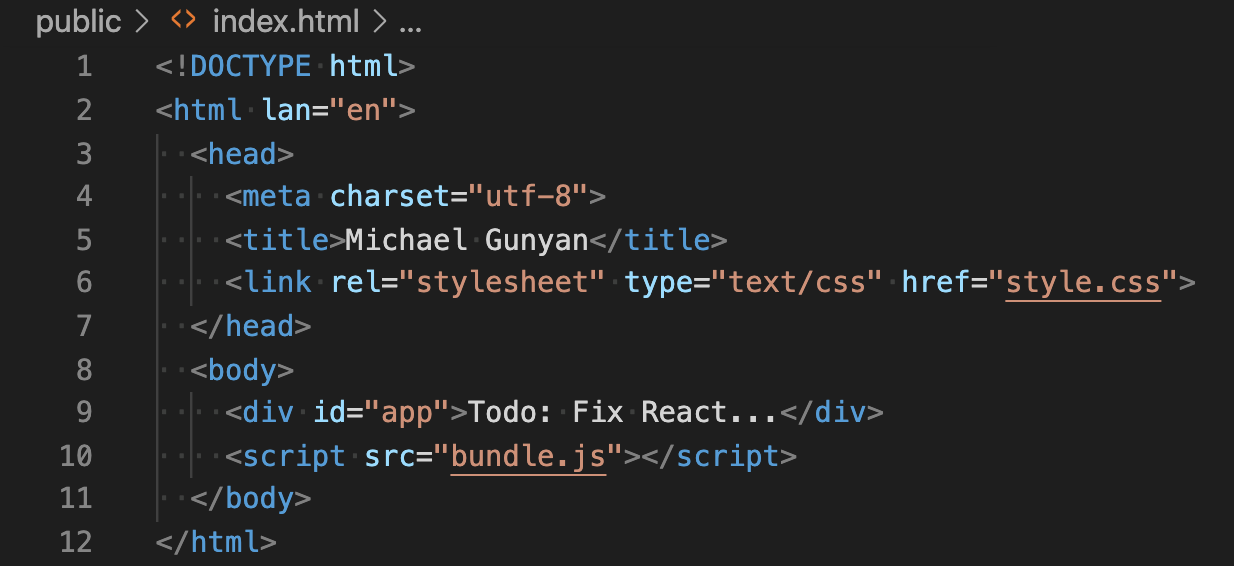 public > <> index.html > ...
1 <!DOCTYPE html>
2 <html lan="en">
3   <head>
4     <meta charset="utf-8">
5     <title>Michael Gunyan</title>
6     <link rel="stylesheet" type="text/css" href="style.css">
7   </head>
8   <body>
9     <div id="app">Todo: Fix React...</div>
10     <script src="bundle.js"></script>
11   </body>
12 </html>